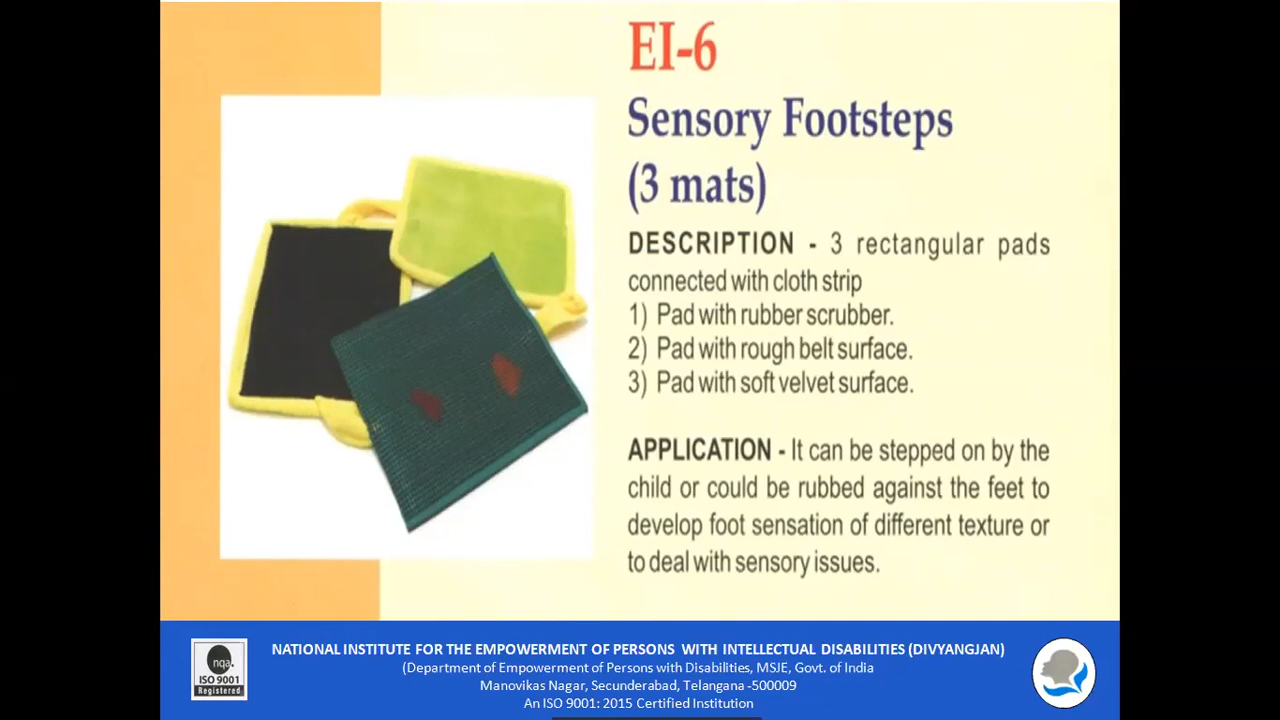 EI-6
Sensory Footsteps
(3 mats)
DESCRIPTION - 3 rectangular pads
connected with cloth strip
1) Pad with rubber scrubber.
2) Pad with rough belt surface.
3) Pad with soft velvet surface.
APPLICATION - It can be stepped on by the
child or could be rubbed against the feet to
develop foot sensation of different texture or
to deal with sensory issues.
nqa.
ISO 9001
Registered
NATIONAL INSTITUTE FOR THE EMPOWERMENT OF PERSONS WITH INTELLECTUAL DISABILITIES (DIVYANGJAN)
(Department of Empowerment of Persons with Disabilities, MSJE, Govt. of India
Manovikas Nagar, Secunderabad, Telangana -500009
An ISO 9001: 2015 Certified Institution